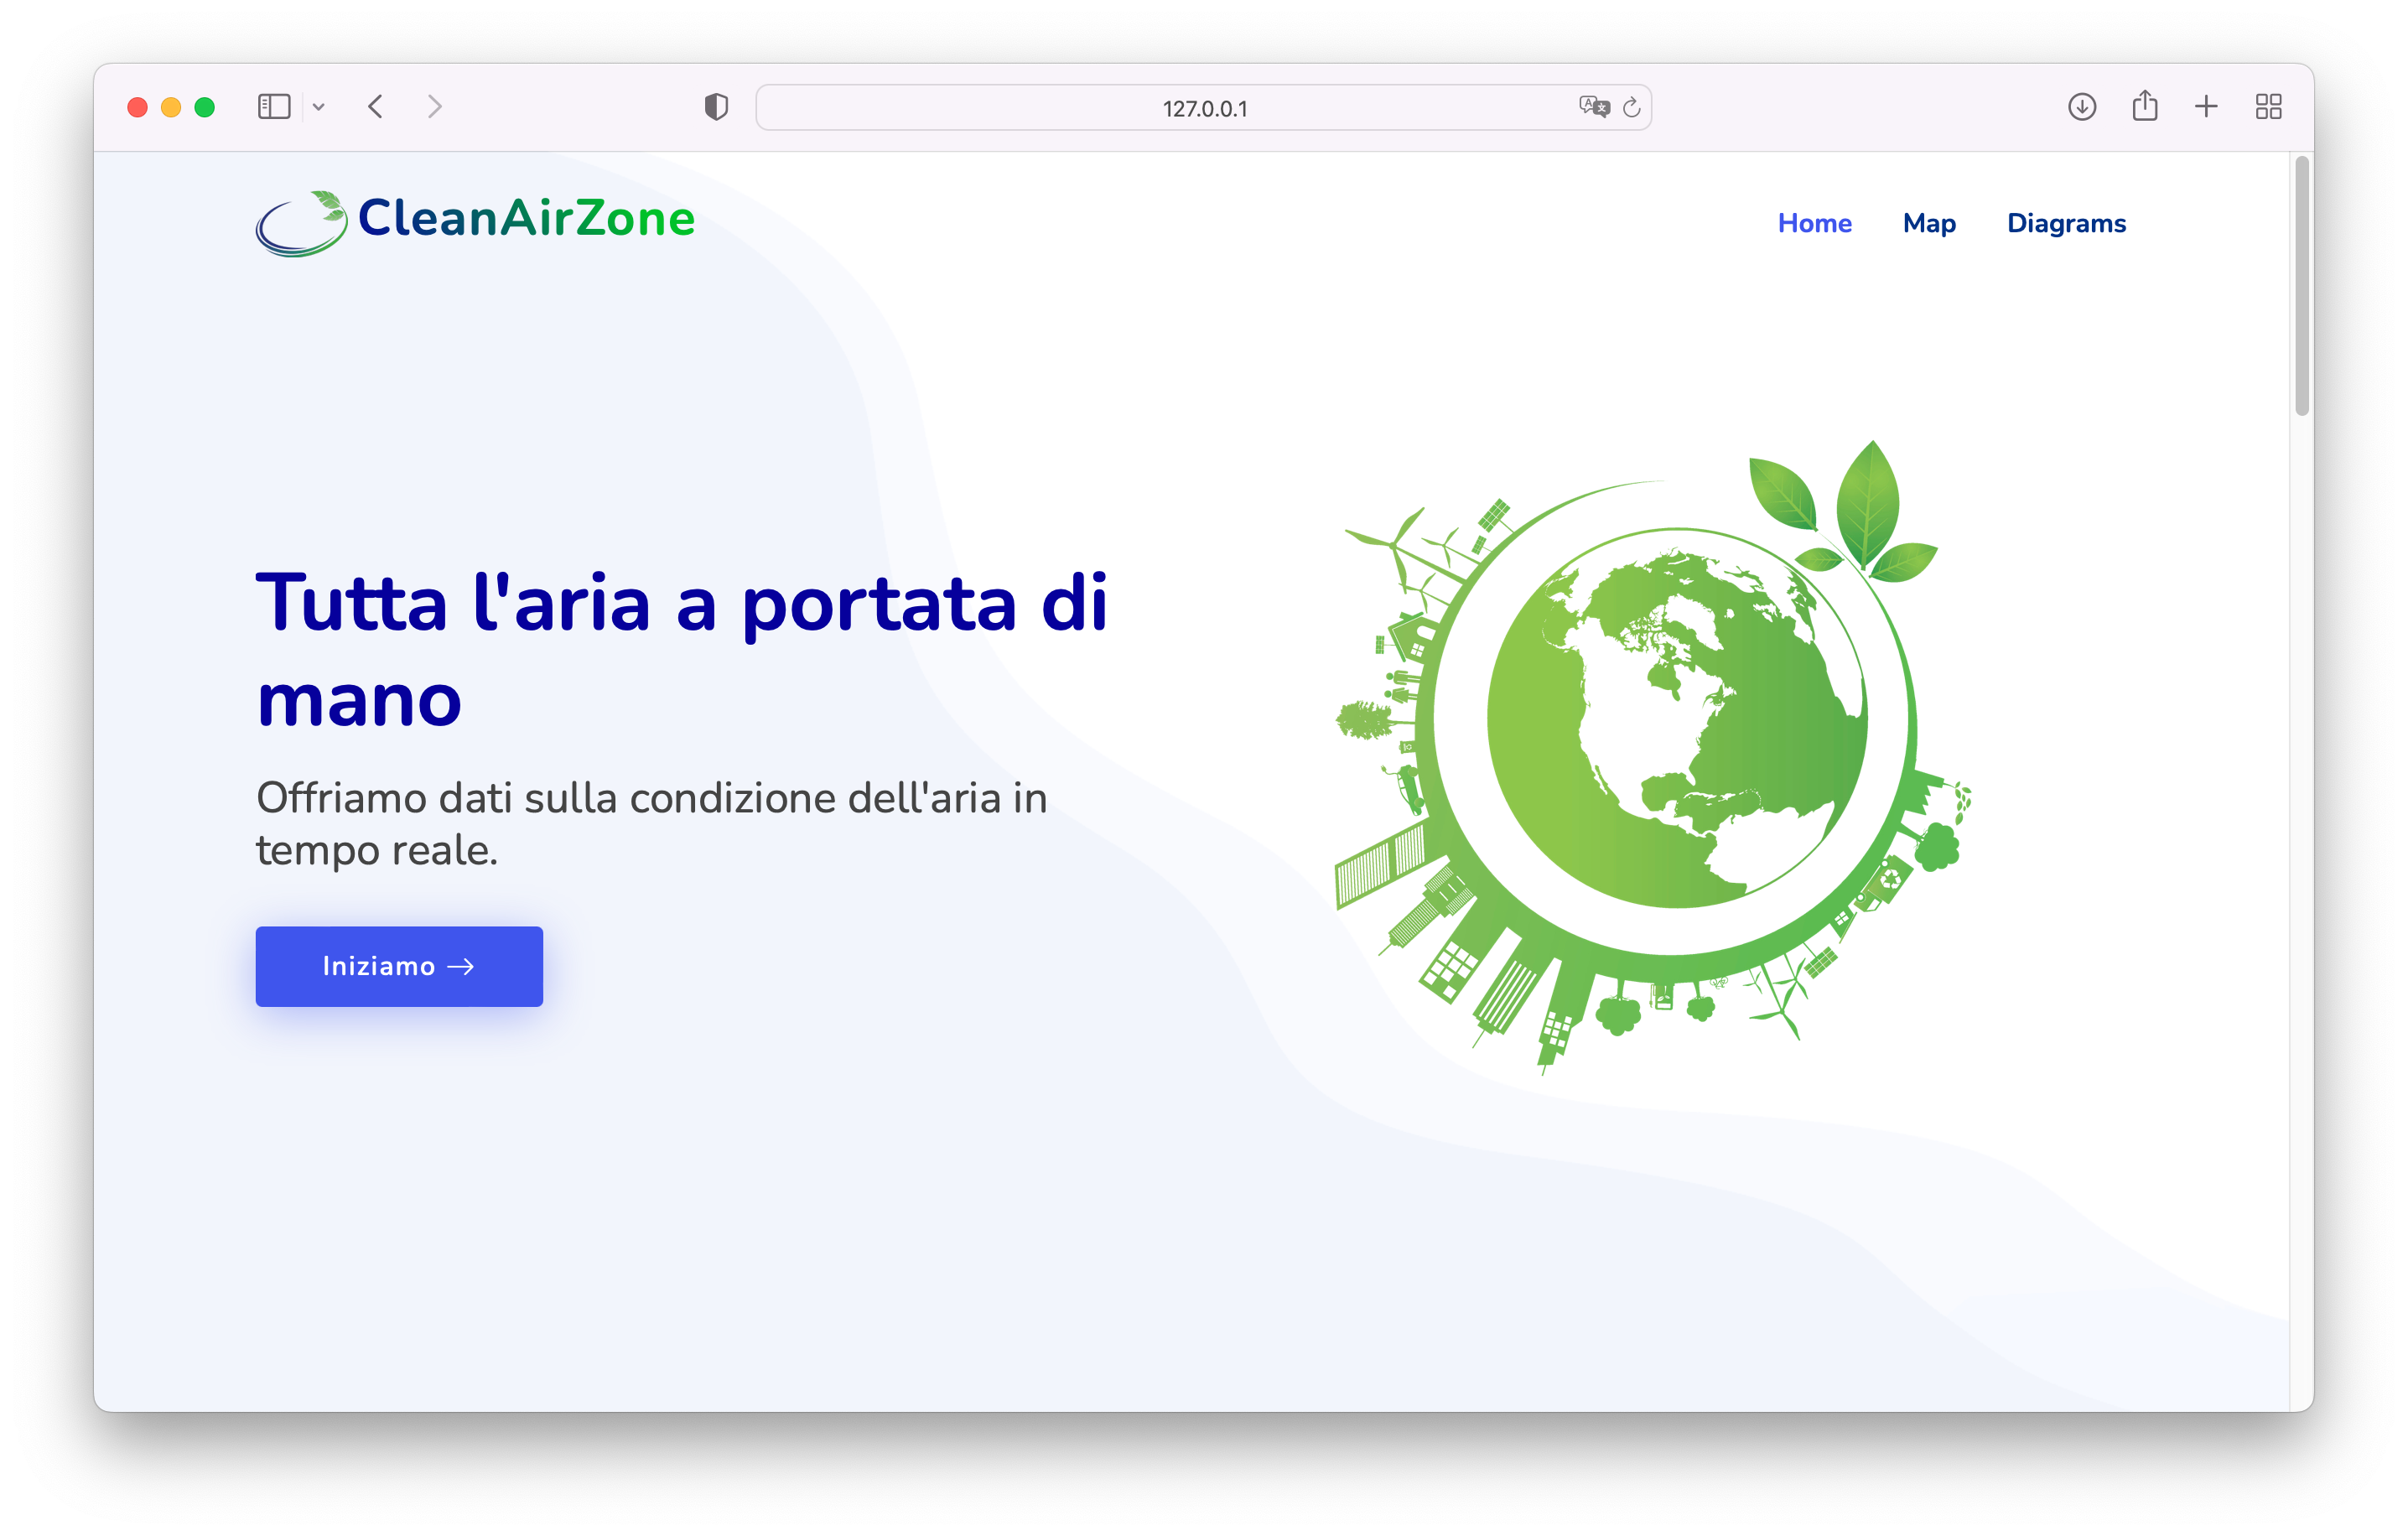 127.0.0.1
CleanAirZone
Home Map Diagrams
Tutta l'aria a portata di
mano
Offriamo dati sulla condizione dell'aria in
tempo reale.
Iniziamo →